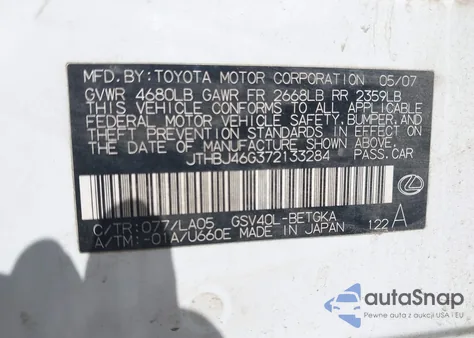 MFD. BY: TOYOTA MOTOR CORPORATION 05/07
GVWR 4680LB GAWR FR 2668LB RR 2359LB
THIS VEHICLE CONFORMS TO ALL APPLICABLE
FEDERAL MOTOR VEHICLE SAFETY, BUMPER, AND
THEFT PREVENTION STANDARDS IN EFFECT ON
THE DATE OF MANUFACTURE SHOWN ABOVE.
JTHBJ46G372133284 PASS.CAR
C/TR: 077/LA05 GSV40L-BETGKA
A/TM: -01A/U660E MADE IN JAPAN 122 A
autoSnap
Pewne auto z aukcji USA i EU